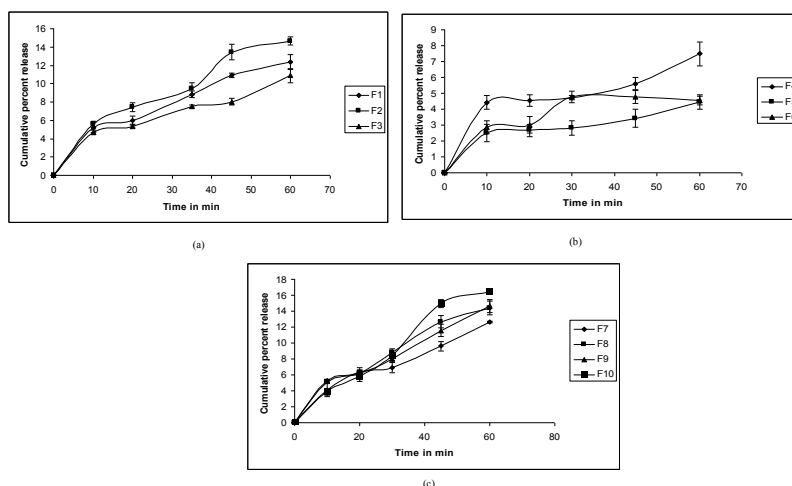 16
14
12
10
8
6
4
2
0
Cumulative percent release
0 10 20 30 40 50 60 70
Time in min
F1
F2
F3
(a)
9
8
7
6
5
4
3
2
1
0
Cumulative percent release
0 10 20 30 40 50 60 70
Time in min
(b)
18
16
14
12
10
8
6
4
2
0
Cumulative percent release
0 20 40 60 80
Time in min
F7
F8
F9
F10
(c)